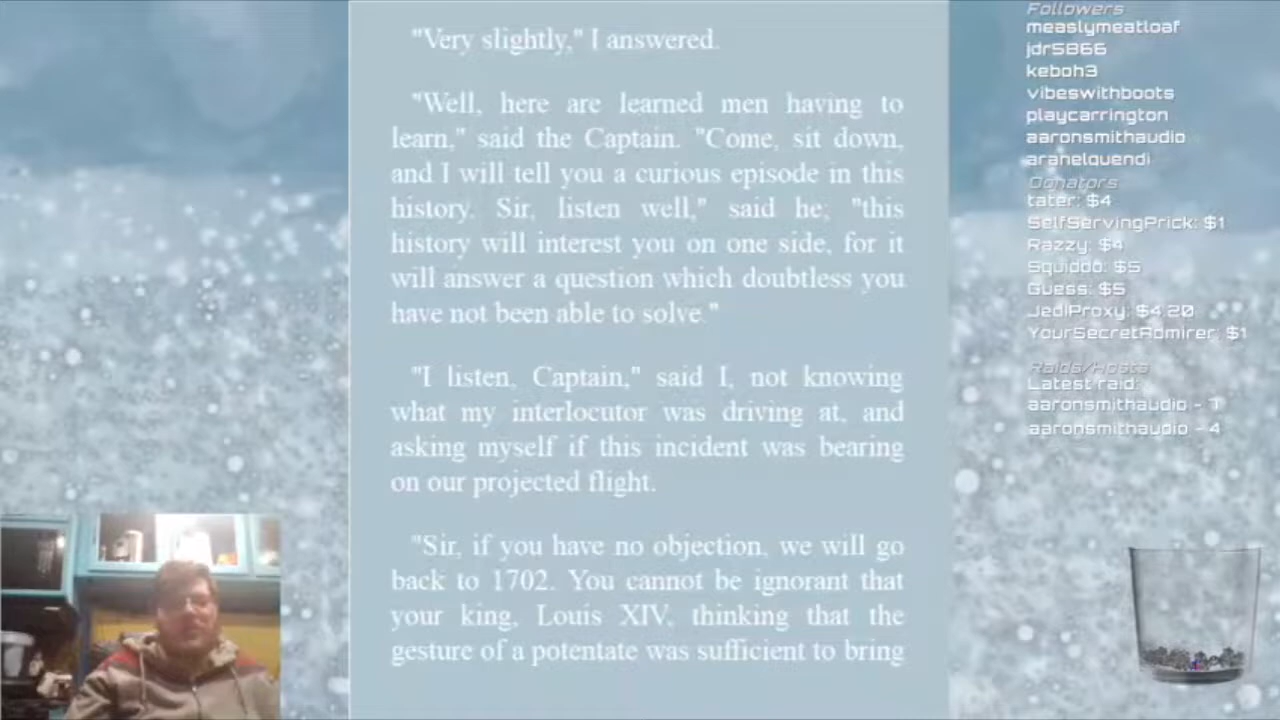 "Very slightly," I answered.
"Well, here are learned men having to
learn," said the Captain. "Come, sit down,
and I will tell you a curious episode in this
history. Sir, listen well," said he; "this
history will interest you on one side, for it
will answer a question which doubtless you
have not been able to solve."
"I listen, Captain," said I, not knowing
what my interlocutor was driving at, and
asking myself if this incident was bearing
on our projected flight.
"Sir, if you have no objection, we will go
back to 1702. You cannot be ignorant that
your king, Louis XIV, thinking that the
gesture of a potentate was sufficient to bring
Followers
measlymeatloaf
jdr5866
keboh3
vibeswithboots
playcarrington
aaronsmithaudio
aranelquendi
Donators
tater: $4
SelfServingPrick: $1
Razzy: $4
Squidoo: $5
Guess: $5
JediProxy: $4.20
YourSecretAdmirer: $1
Raids/Hosts
Latest raid:
aaronsmithaudio - 1
aaronsmithaudio - 4